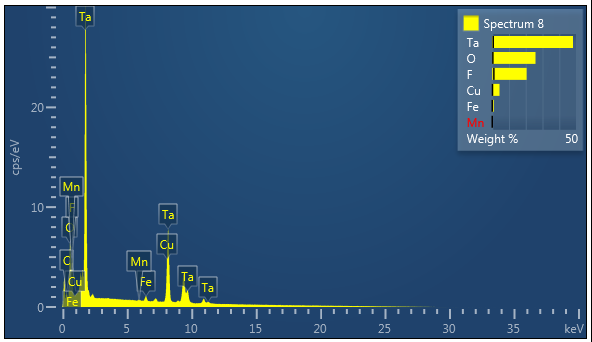 Ta
Spectrum 8
Ta
O
F
Cu
Fe
Mn
Weight % 50
20
cps/eV
Mn
F
10
Ta
Cu
Mn
Cu
Fe
Ta
Ta
Fe
0
0 5 10 15 20 25 30 35 keV